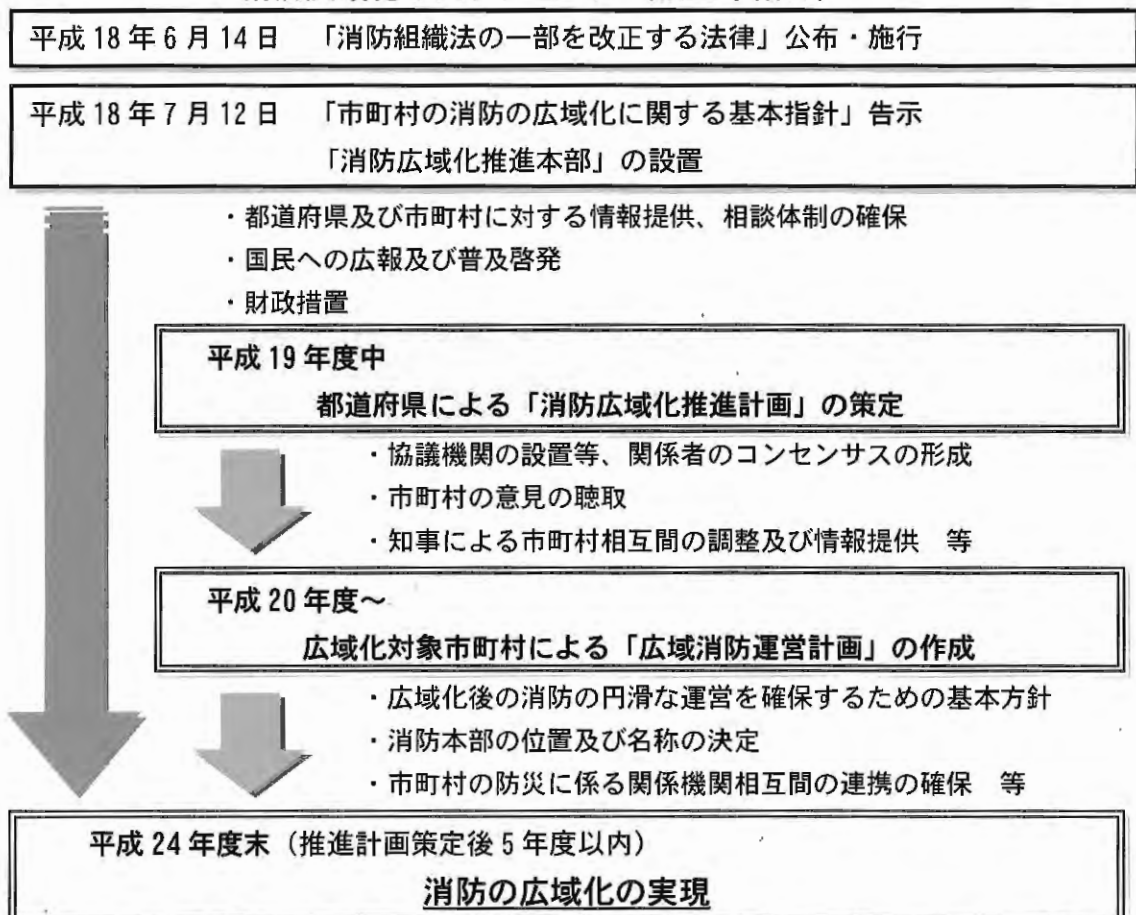 平成 18 年 6 月 14 日　「消防組織法の一部を改正する法律」公布・施行
平成 18 年 7 月 12 日　「市町村の消防の広域化に関する基本指針」告示
「消防広域化推進本部」の設置
・都道府県及び市町村に対する情報提供、相談体制の確保
・国民への広報及び普及啓発
・財政措置
平成 19 年度中
都道府県による「消防広域化推進計画」の策定
・協議機関の設置等、関係者のコンセンサスの形成
・市町村の意見の聴取
・知事による市町村相互間の調整及び情報提供　等
平成 20 年度～
広域化対象市町村による「広域消防運営計画」の作成
・広域化後の消防の円滑な運営を確保するための基本方針
・消防本部の位置及び名称の決定
・市町村の防災に係る関係機関相互間の連携の確保　等
平成 24 年度末（推進計画策定後 5 年度以内）
消防の広域化の実現